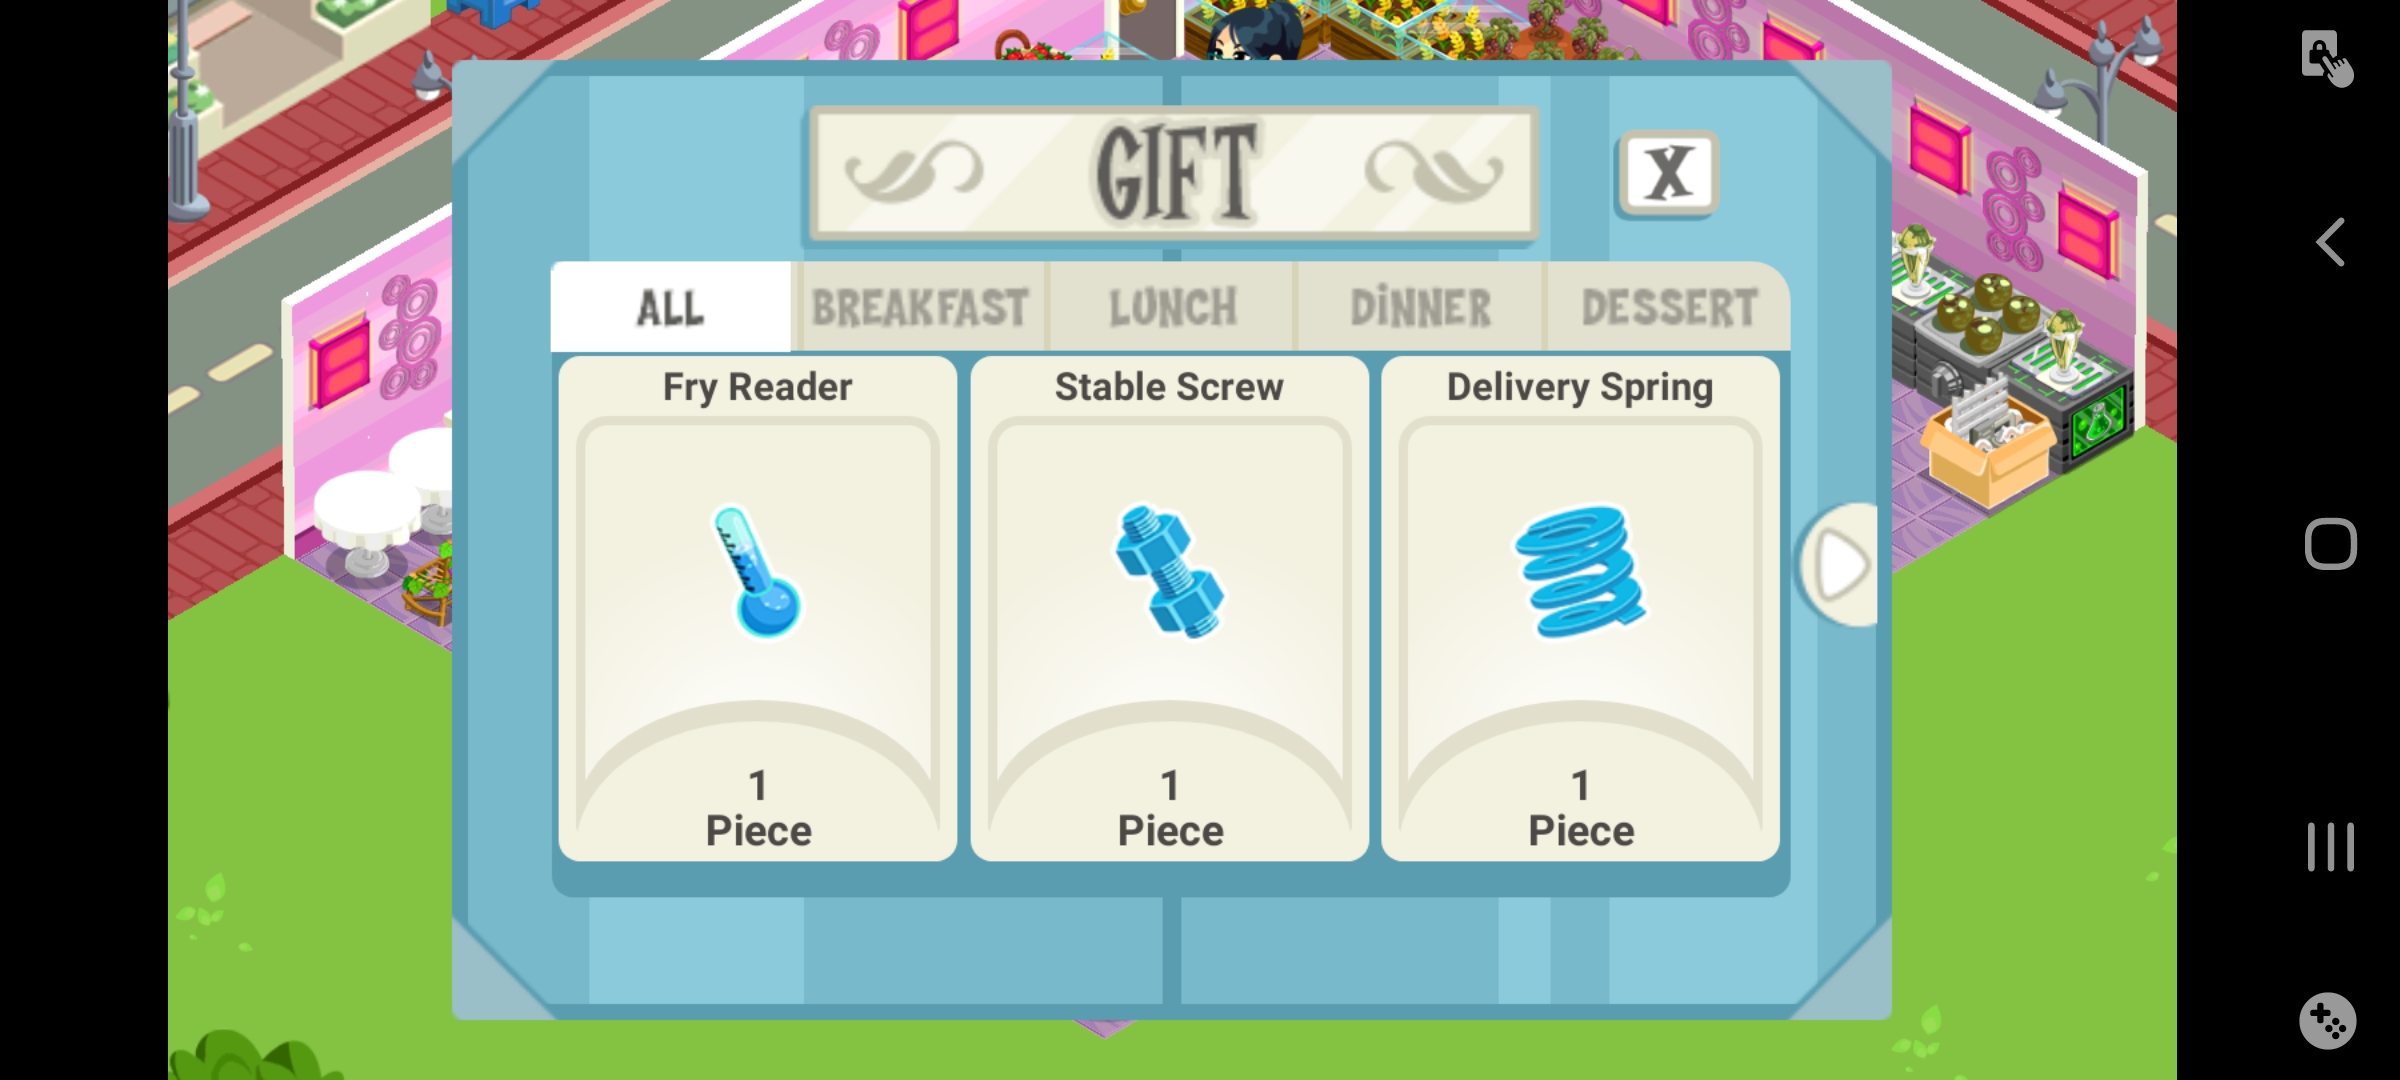 GIFT
X
ALL
BREAKFAST
LUNCH
DINNER
DESSERT
Fry Reader
Stable Screw
Delivery Spring
1
Piece
1
Piece
1
Piece